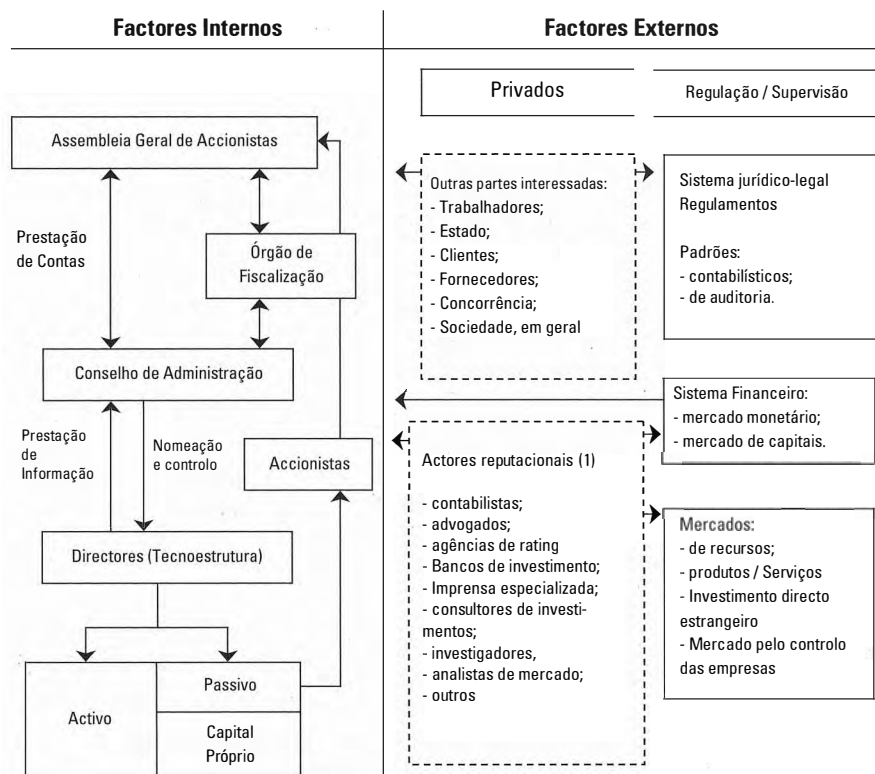 Factores Internos
Factores Externos
Privados
Regulação / Supervisão
Assembleia Geral de Accionistas
Prestação
de Contas
Órgão de
Fiscalização
Conselho de Administração
Prestação
de
Informação
Nomeação
e controlo
Accionistas
Directores (Tecnoestrutura)
Activo
Passivo
Capital
Próprio
Outras partes interessadas:
- Trabalhadores;
- Estado;
- Clientes;
- Fornecedores;
- Concorrência;
- Sociedade, em geral
Sistema jurídico-legal
Regulamentos
Padrões:
- contabilísticos;
- de auditoria.
Sistema Financeiro:
- mercado monetário;
- mercado de capitais.
Actores reputacionais (1)
- contabilistas;
- advogados;
- agências de rating
- Bancos de investimento;
- Imprensa especializada;
- consultores de investi-
mentos;
- investigadores,
- analistas de mercado;
- outros
Mercados:
- de recursos;
- produtos / Serviços
- Investimento directo
estrangeiro
- Mercado pelo controlo
das empresas